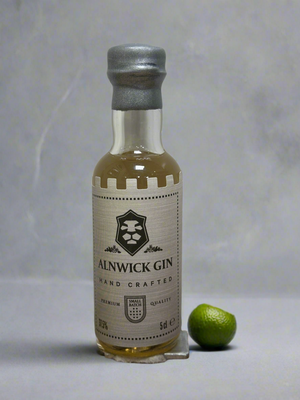 ALNWICK GIN
HAND CRAFTED
PREMIUM
SMALL
BATCH
QUALITY
5cl e